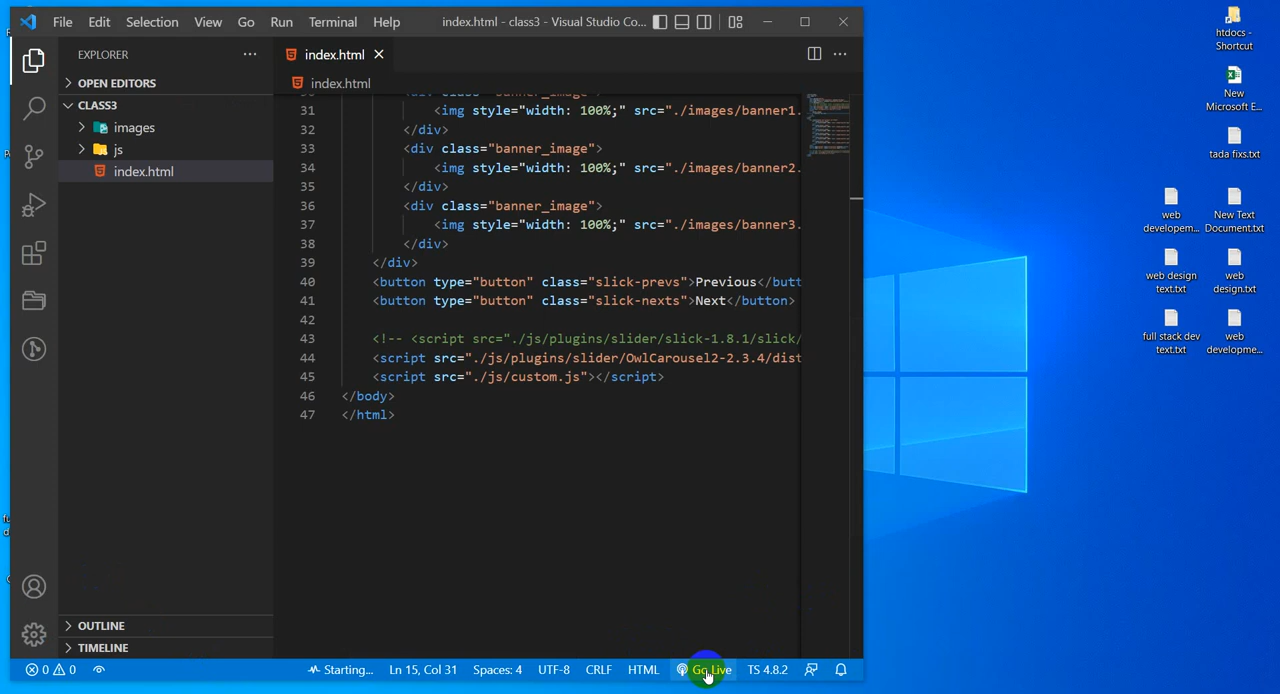 File Edit Selection View Go Run Terminal Help index.html - class3 - Visual Studio Co...
EXPLORER
index.html
OPEN EDITORS
index.html
CLASS3
images
js
index.html
31 <img style="width: 100%;" src="./images/banner1.
32 </div>
33 <div class="banner_image">
34 <img style="width: 100%;" src="./images/banner2.
35 </div>
36 <div class="banner_image">
37 <img style="width: 100%;" src="./images/banner3.
38 </div>
39 </div>
40 <button type="button" class="slick-prevs">Previous</butt
41 <button type="button" class="slick-nexts">Next</button>
42
43 <!-- <script src="./js/plugins/slider/slick-1.8.1/slick/
44 <script src="./js/plugins/slider/OwlCarousel2-2.3.4/dist
45 <script src="./js/custom.js"></script>
46 </body>
47 </html>
OUTLINE
TIMELINE
0 0 Starting... Ln 15, Col 31 Spaces: 4 UTF-8 CRLF HTML Go Live TS 4.8.2
htdocs -
Shortcut
New
Microsoft E...
tada fixs.txt
web
developem...
New Text
Document.txt
web design
text.txt
web
design.txt
full stack dev
text.txt
web
developme...